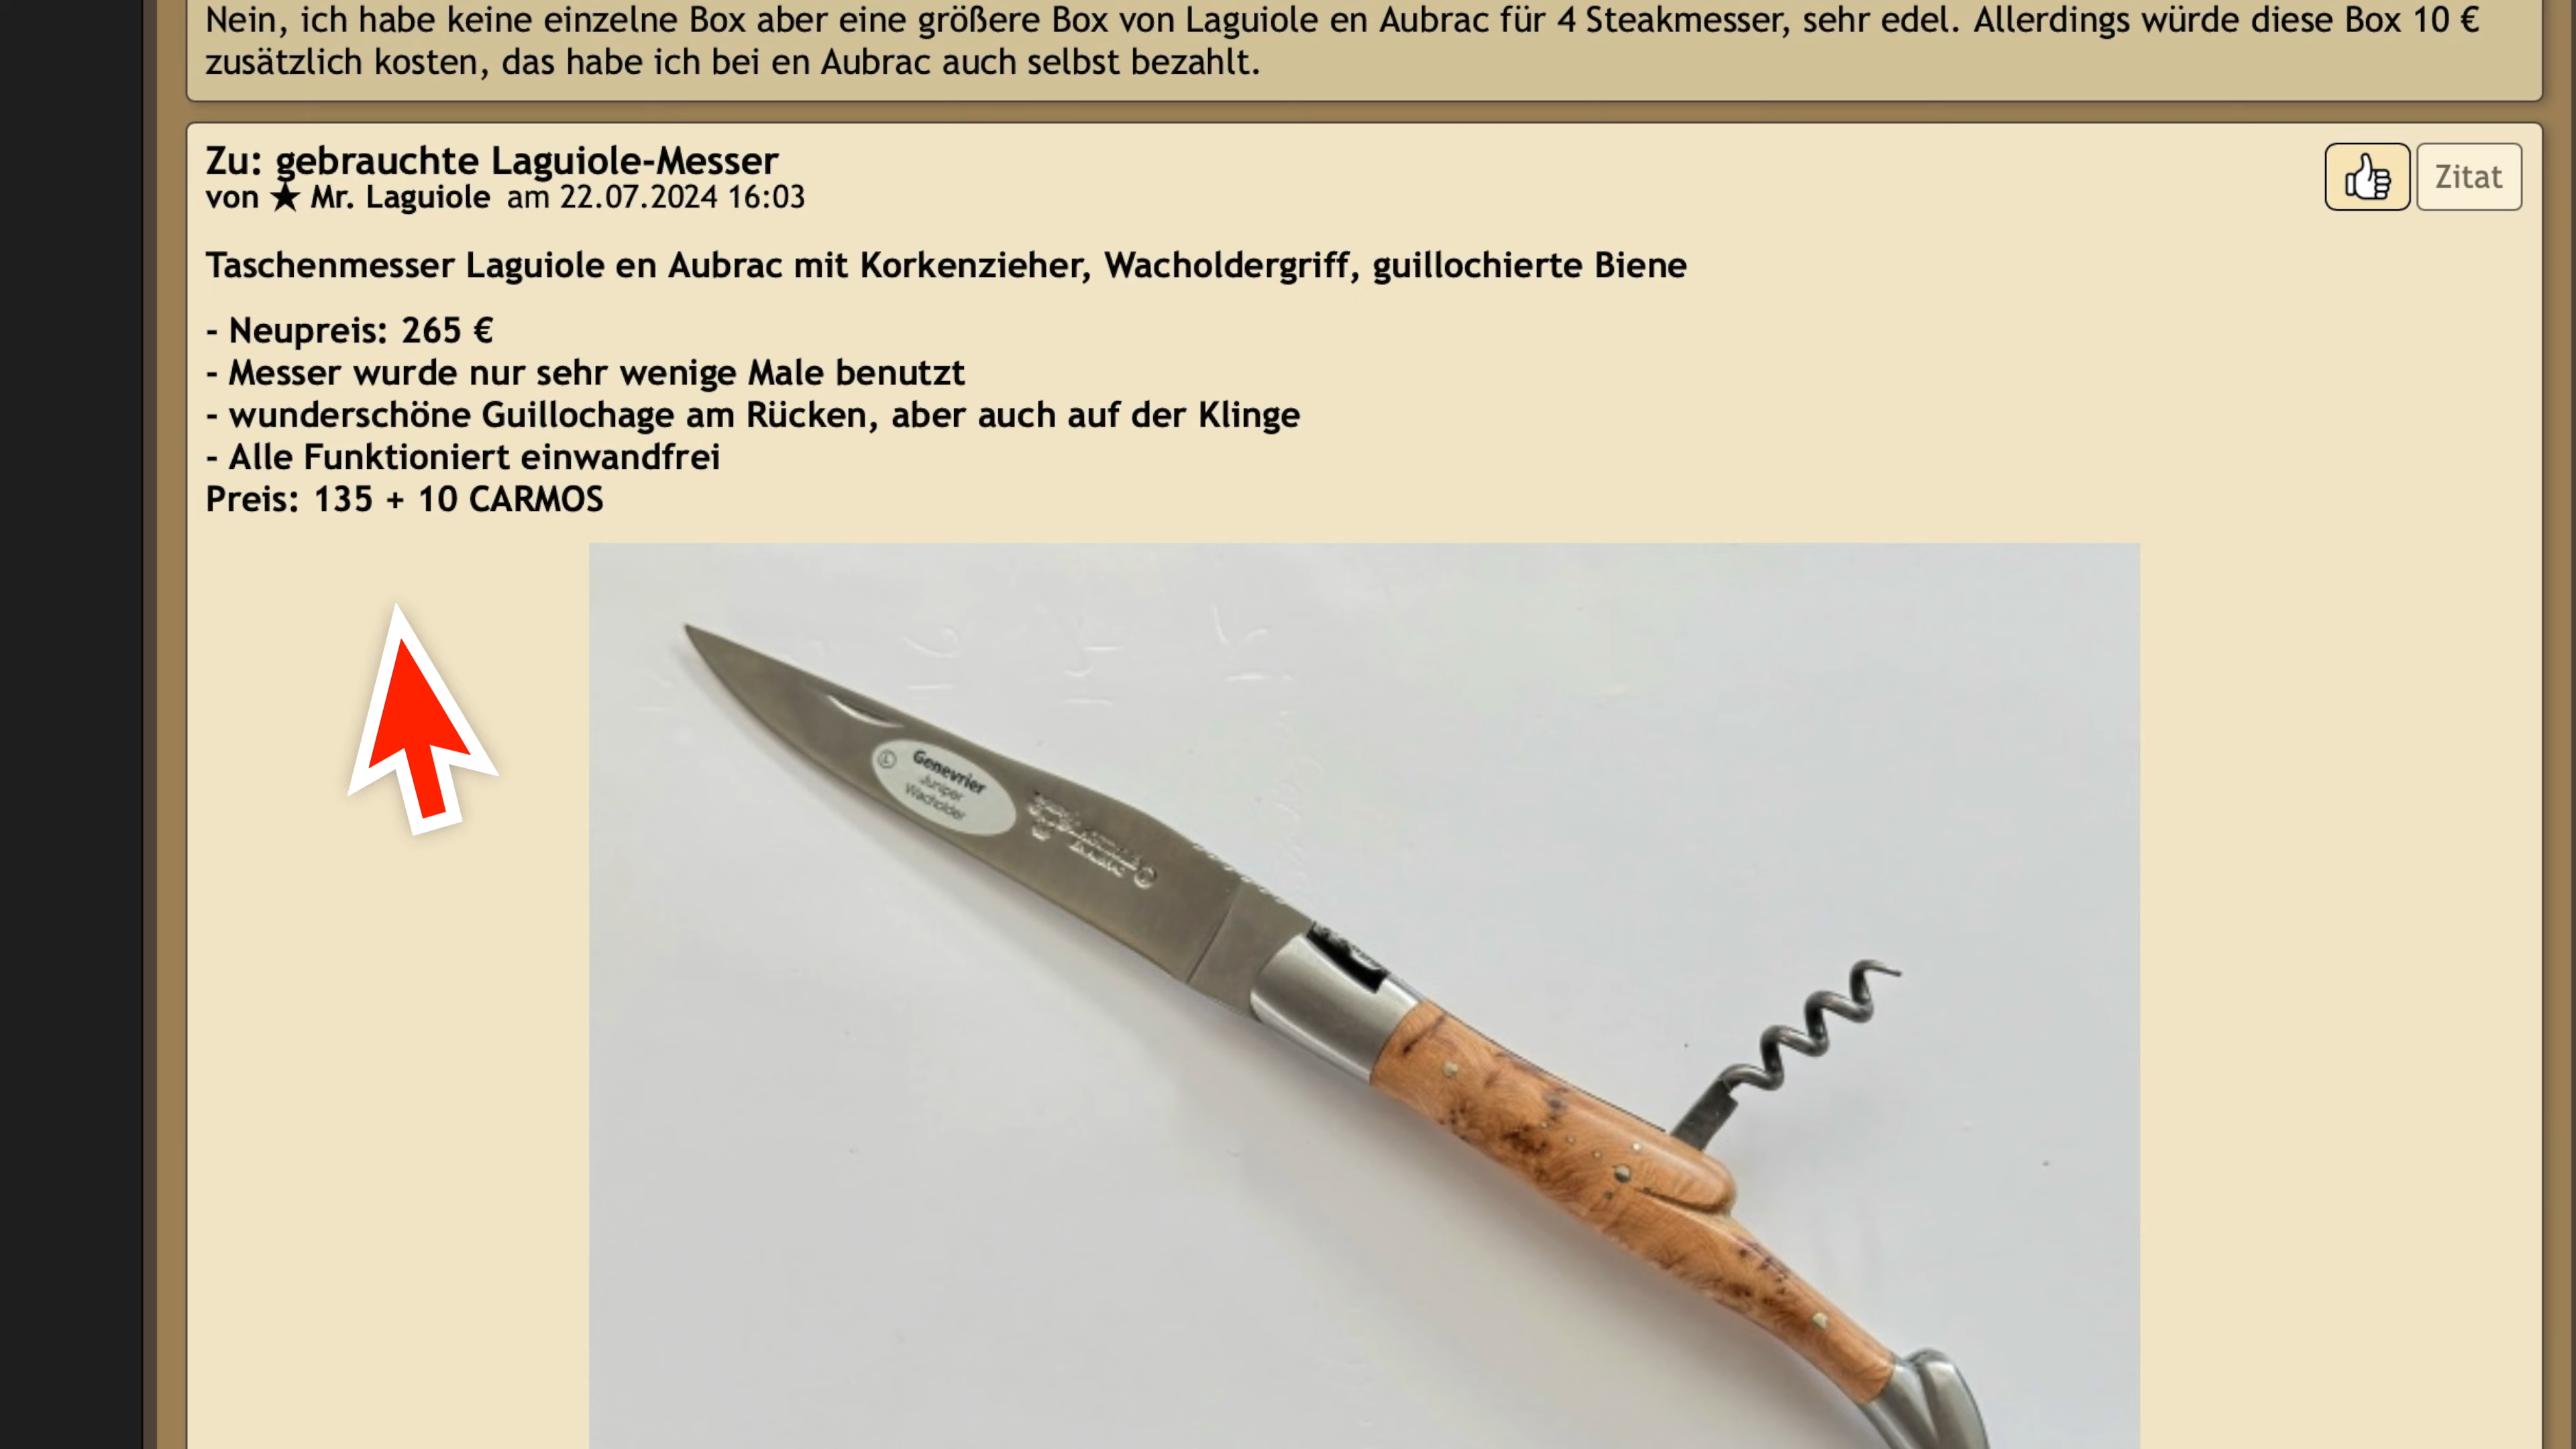 Nein, ich habe keine einzelne Box aber eine größere Box von Laguiole en Aubrac für 4 Steakmesser, sehr edel. Allerdings würde diese Box 10 €
zusätzlich kosten, das habe ich bei en Aubrac auch selbst bezahlt.
Zu: gebrauchte Laguiole-Messer
von ★ Mr. Laguiole am 22.07.2024 16:03
Zitat
Taschenmesser Laguiole en Aubrac mit Korkenzieher, Wacholdergriff, guillochierte Biene
- Neupreis: 265 €
- Messer wurde nur sehr wenige Male benutzt
- wunderschöne Guillochage am Rücken, aber auch auf der Klinge
- Alle Funktioniert einwandfrei
Preis: 135 + 10 CARMOS
L Genevrier
Juniper
Wacholder